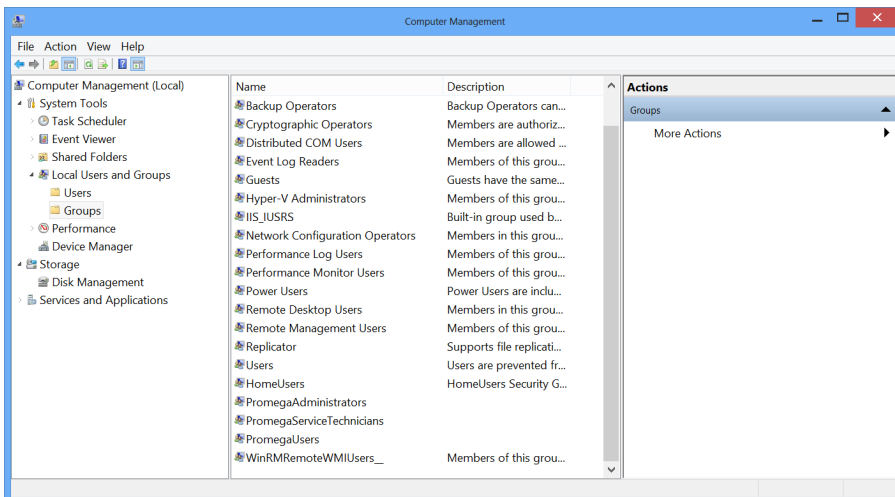 Computer Management
File Action View Help
Computer Management (Local)
System Tools
Task Scheduler
Event Viewer
Shared Folders
Local Users and Groups
Users
Groups
Performance
Device Manager
Storage
Disk Management
Services and Applications
Name Description
Backup Operators Backup Operators can...
Cryptographic Operators Members are authoriz...
Distributed COM Users Members are allowed ...
Event Log Readers Members of this grou...
Guests Guests have the same...
Hyper-V Administrators Members of this grou...
IIS_IUSRS Built-in group used b...
Network Configuration Operators Members in this grou...
Performance Log Users Members of this grou...
Performance Monitor Users Members of this grou...
Power Users Power Users are inclu...
Remote Desktop Users Members in this grou...
Remote Management Users Members of this grou...
Replicator Supports file replicati...
Users Users are prevented fr...
HomeUsers HomeUsers Security G...
PromegaAdministrators
PromegaServiceTechnicians
PromegaUsers
WinRMRemoteWMIUsers__ Members of this grou...
Actions
Groups
More Actions